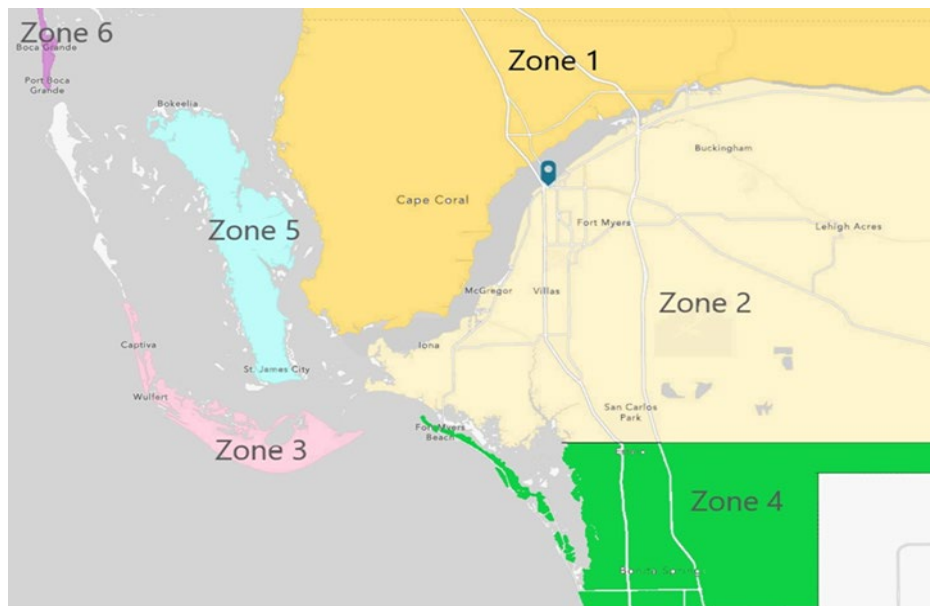 Zone 6
Boca Grande
Port Boca
Grande
Bokeelia
Zone 1
Buckingham
Cape Coral
Zone 5
Fort Myers
Lehigh Acres
McGregor
Villas
Zone 2
Captiva
Iona
St. James City
Wulfert
San Carlos
Park
Fort Myers
Beach
Zone 3
Zone 4
Bonita Springs